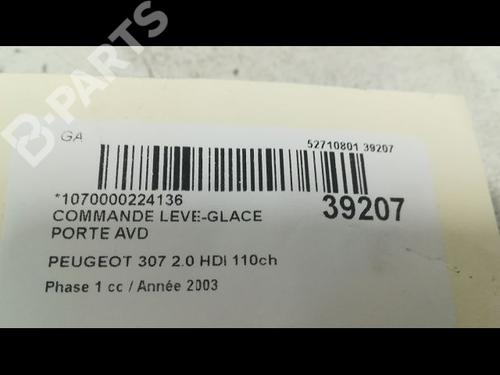 B-PARTS
GA
52710801 39207
*1070000224136
39207
COMMANDE LEVE-GLACE
PORTE AVD
PEUGEOT 307 2.0 HDI 110ch
Phase 1 cc / Année 2003